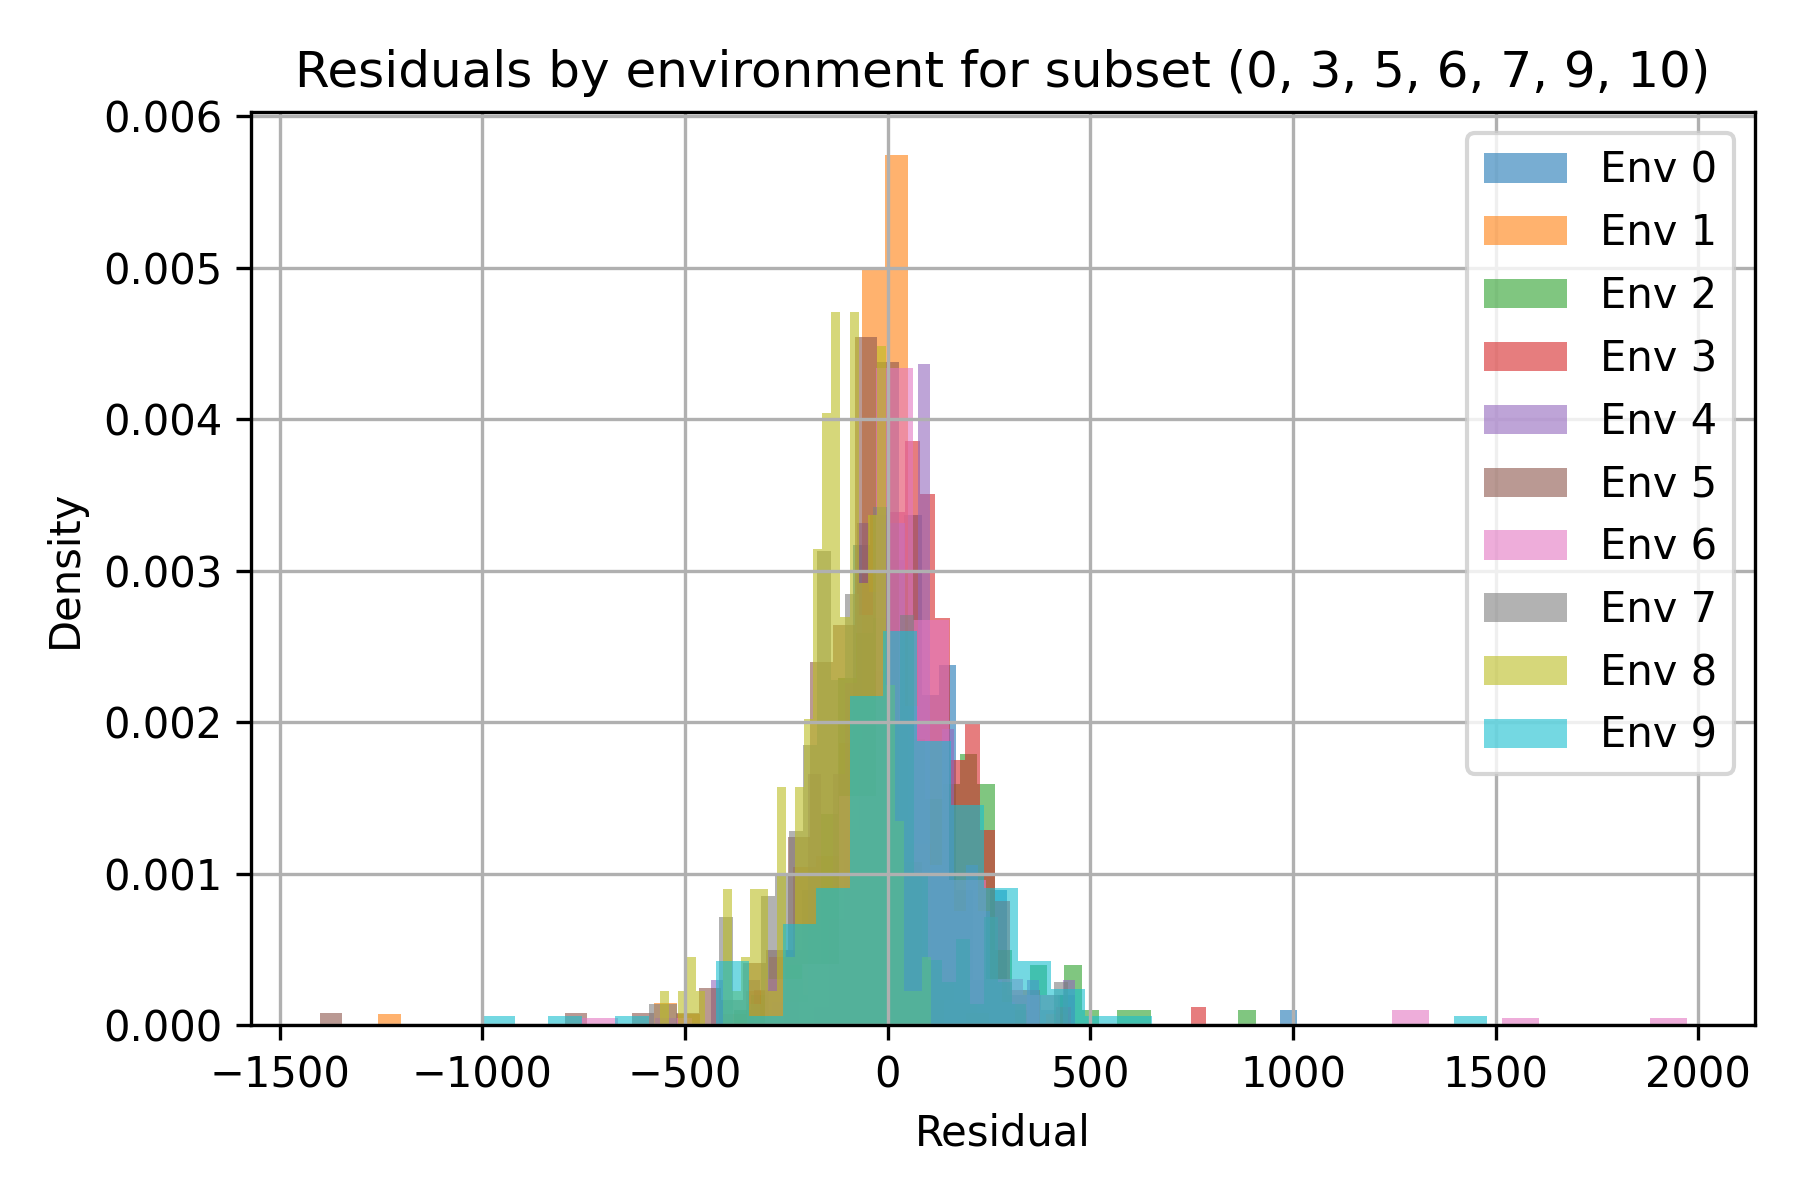 Residuals by environment for subset (0, 3, 5, 6, 7, 9, 10)
0.006
0.005
0.004
0.003
0.002
0.001
0.000
Density
Env 0
Env 1
Env 2
Env 3
Env 4
Env 5
Env 6
Env 7
Env 8
Env 9
−1500 −1000 −500 0 500 1000 1500 2000
Residual